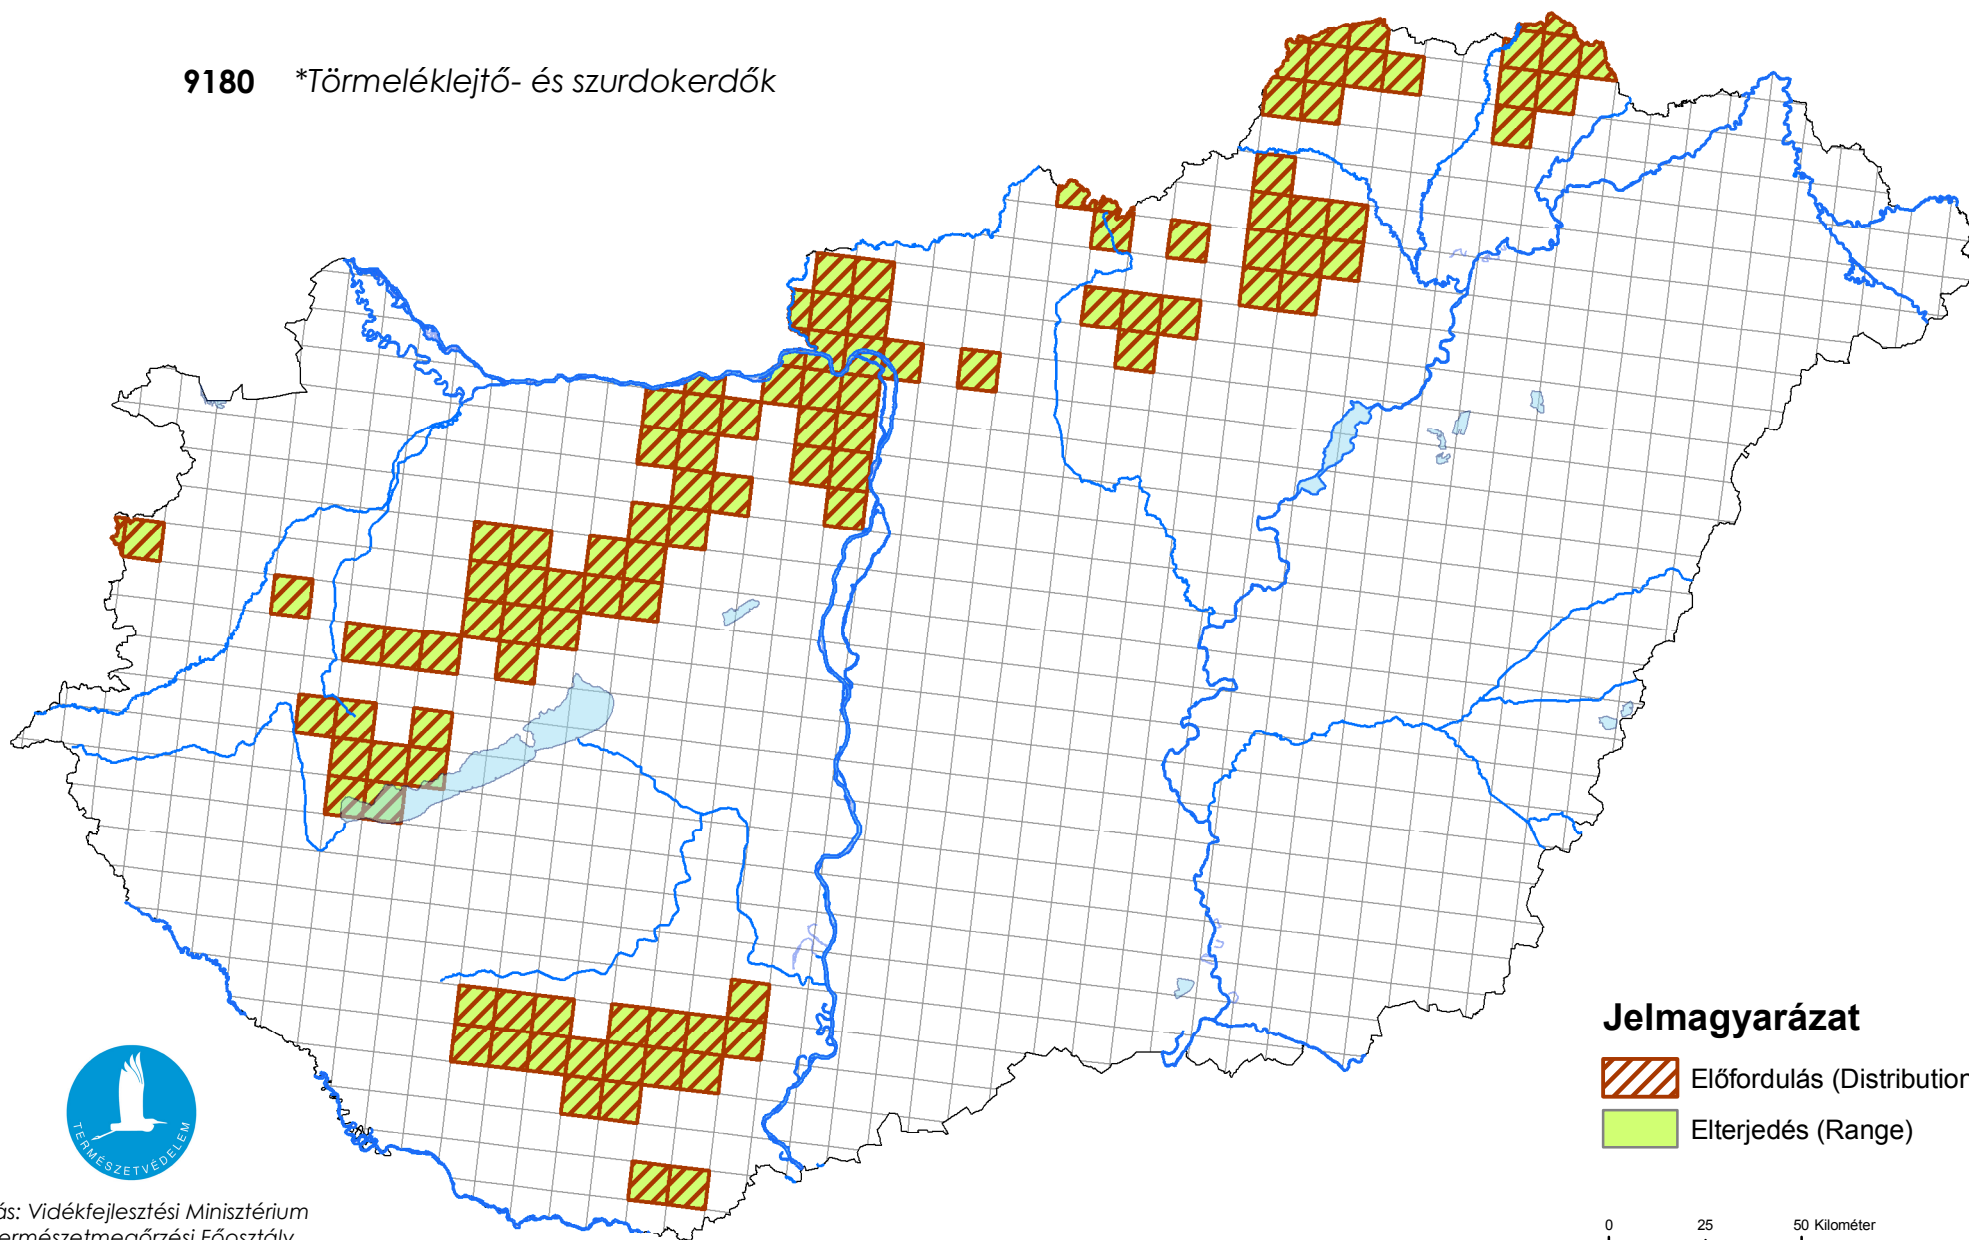 9180 *Törmeléklejtő- és szurdokerdők
Jelmagyarázat
Előfordulás (Distribution
Elterjedés (Range)
TERMÉSZETVÉDELEM
ás: Vidékfejlesztési Minisztérium
ermészetmegőrzési Főosztály
0 25 50 Kilométer